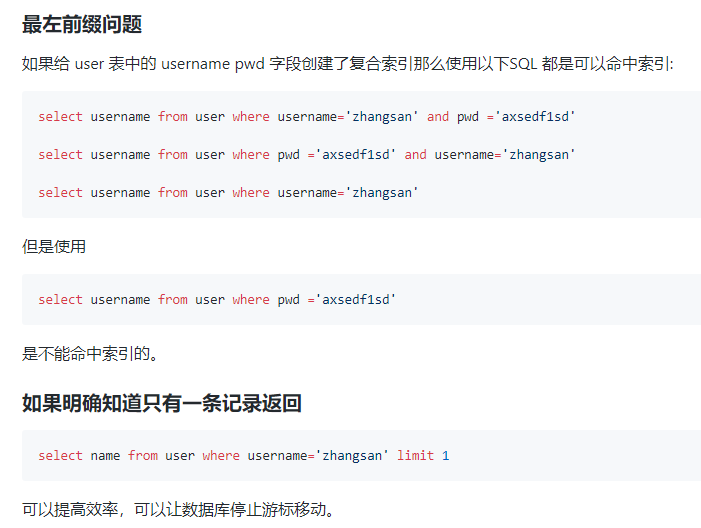 最左前缀问题
如果给 user 表中的 username pwd 字段创建了复合索引那么使用以下SQL 都是可以命中索引:
select username from user where username='zhangsan' and pwd ='axsedf1sd'
select username from user where pwd ='axsedf1sd' and username='zhangsan'
select username from user where username='zhangsan'
但是使用
select username from user where pwd ='axsedf1sd'
是不能命中索引的。
如果明确知道只有一条记录返回
select name from user where username='zhangsan' limit 1
可以提高效率，可以让数据库停止游标移动。